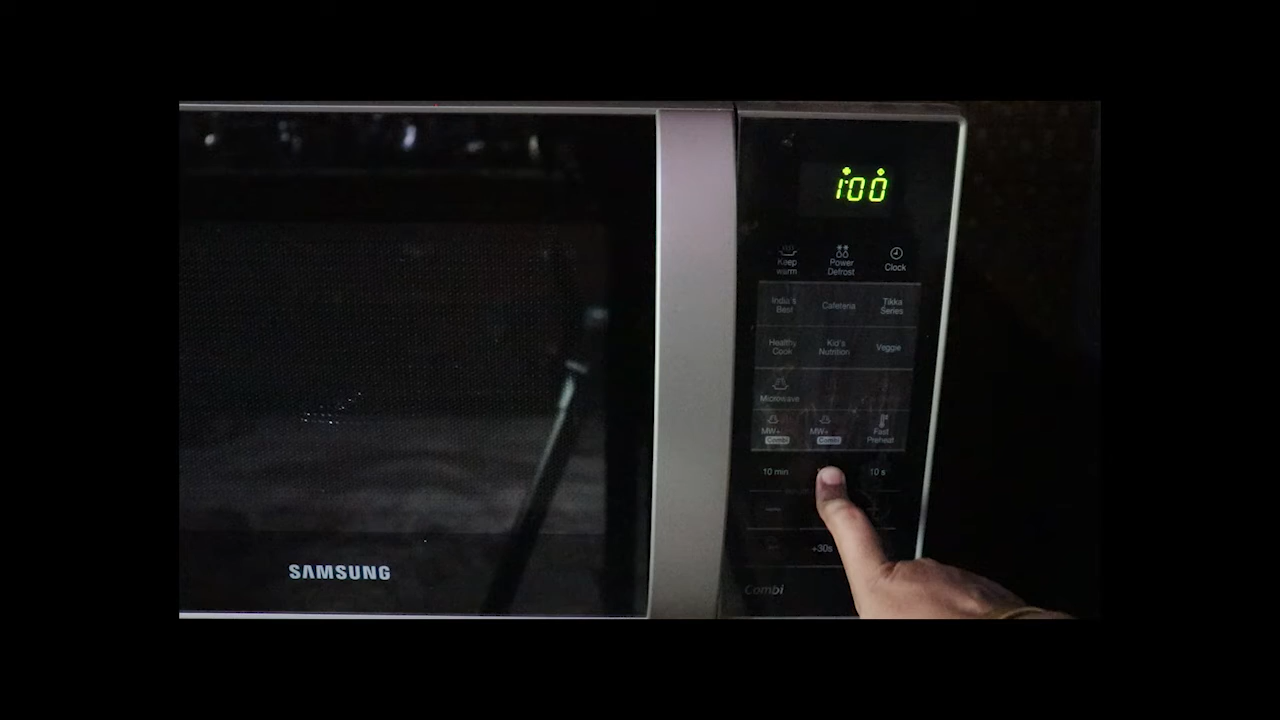 1:00
Keep
warm
Power
Defrost
Clock
India's
Best
Cafeteria
Tikka
Series
Healthy
Cook
Kid's
Nutrition
Veggie
Microwave
MW+
Combi
MW+
Combi
Fast
Preheat
10 min
10 s
+30s
SAMSUNG
Combi